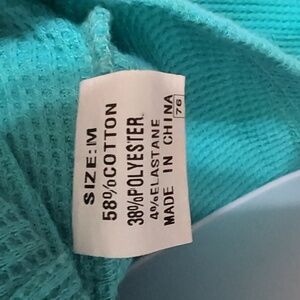 SIZE:M
58%COTTON
38%POLYESTER.
4%ELASTANE
MADE IN CHINA
76